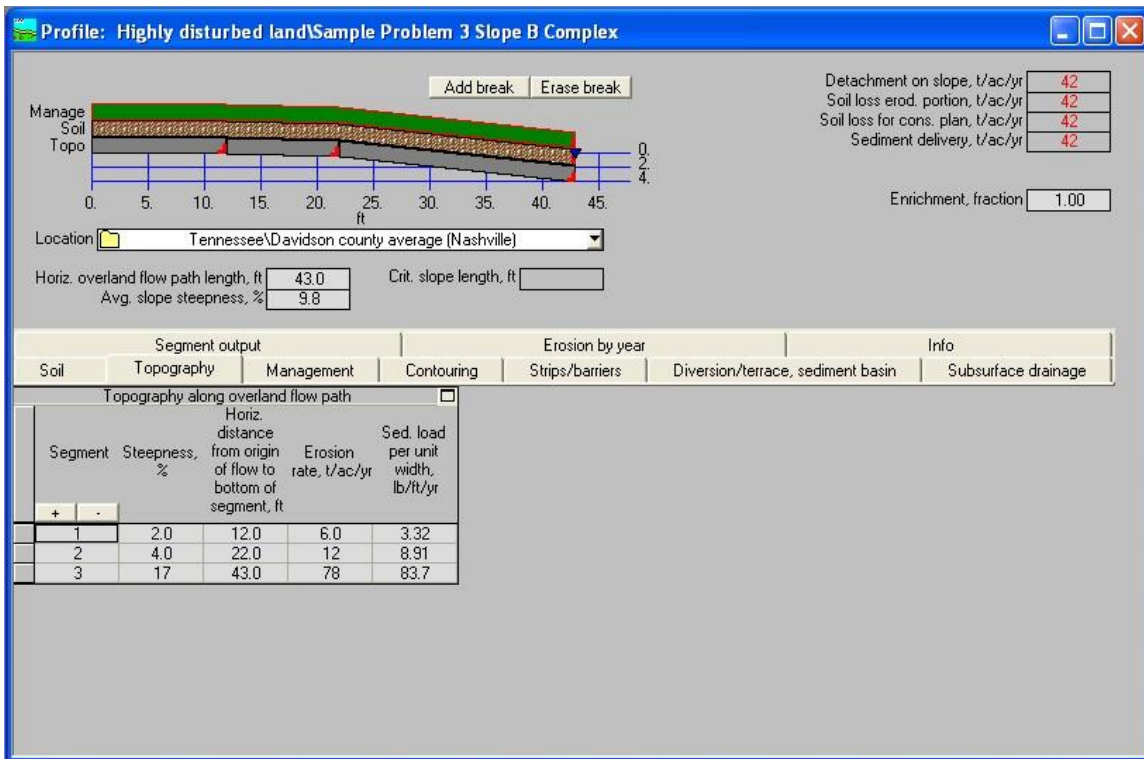 Profile: Highly disturbed land\Sample Problem 3 Slope B Complex
Add break Erase break
Detachment on slope, t/ac/yr 42
Soil loss erod. portion, t/ac/yr 42
Soil loss for cons. plan, t/ac/yr 42
Sediment delivery, t/ac/yr 42
Manage
Soil
Topo
0.
2.
4.
0. 5. 10. 15. 20. 25. 30. 35. 40. 45.
ft
Enrichment, fraction 1.00
Location Tennessee\Davidson county average (Nashville)
Horiz. overland flow path length, ft 43.0 Crit. slope length, ft
Avg. slope steepness, % 9.8
Segment output Erosion by year Info
Soil Topography Management Contouring Strips/barriers Diversion/terrace, sediment basin Subsurface drainage
Topography along overland flow path
Segment
Steepness,
%
Horiz.
distance
from origin
of flow to
bottom of
segment, ft
Erosion
rate, t/ac/yr
Sed. load
per unit
width,
lb/ft/yr
+ -
1 2.0 12.0 6.0 3.32
2 4.0 22.0 12 8.91
3 17 43.0 78 83.7